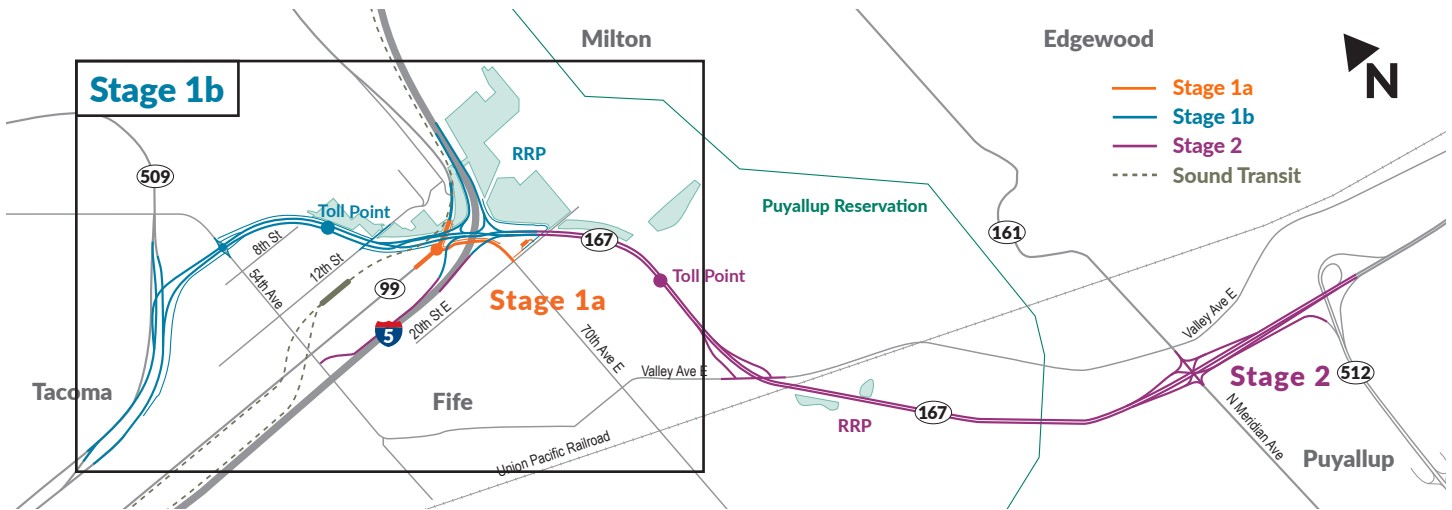 Milton
Edgewood
N
Stage 1b
Stage 1a
Stage 1b
Stage 2
Sound Transit
RRP
509
Toll Point
Puyallup Reservation
161
8th St
12th St
54th Ave
167
Toll Point
99
Stage 1a
5
20th St E
70th Ave E
Valley Ave E
Valley Ave E
Stage 2
512
Tacoma
Fife
167
RRP
N Meridian Ave
Union Pacific Railroad
Puyallup